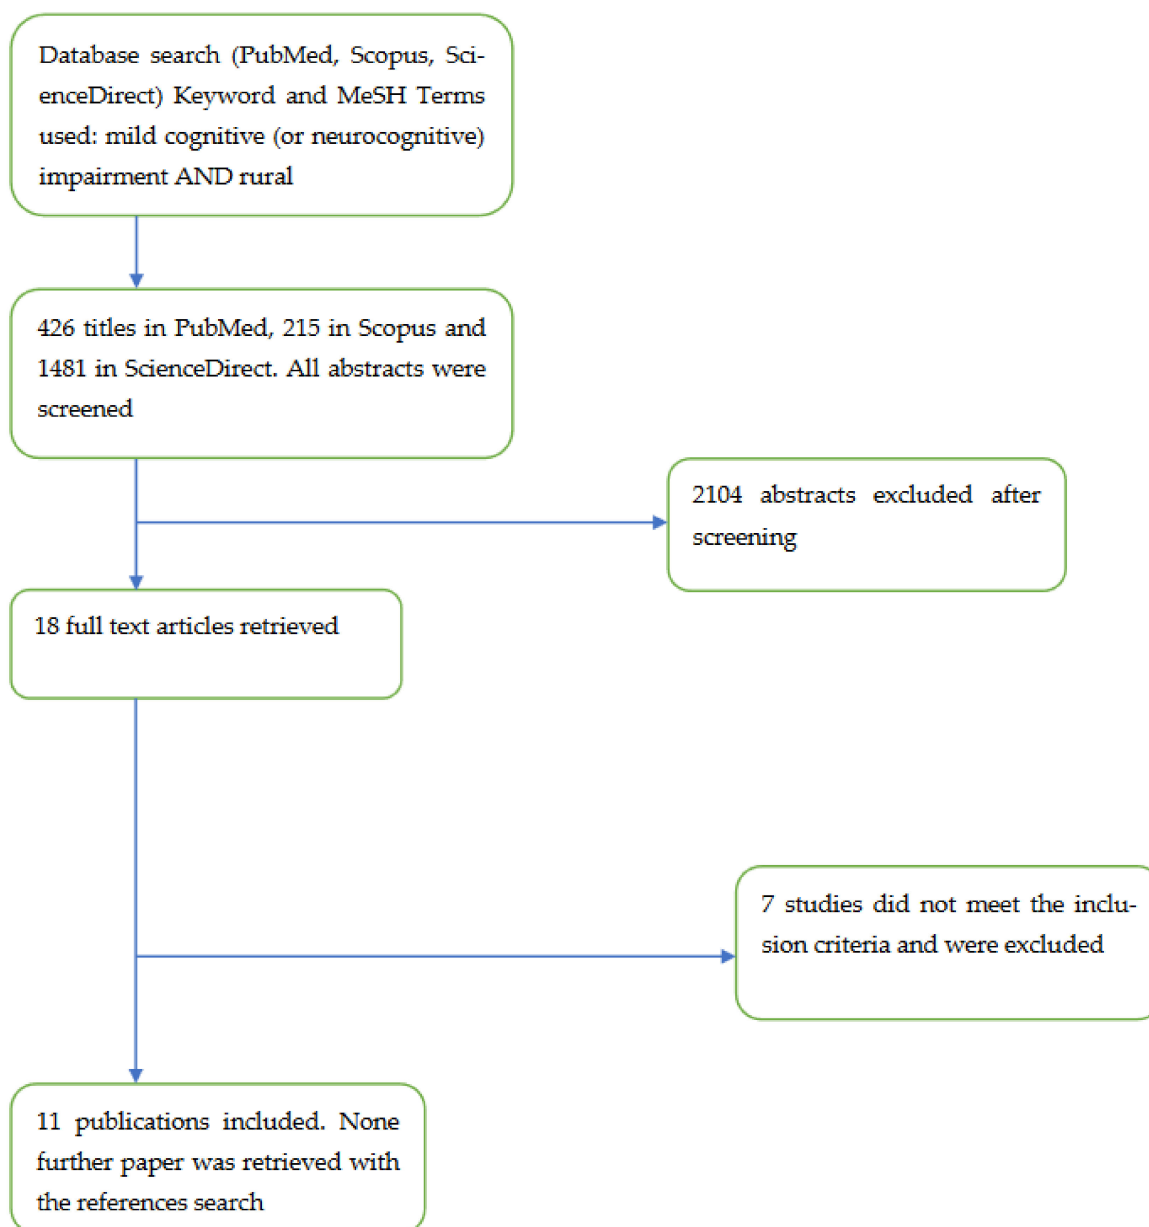 Database search (PubMed, Scopus, Sci-
enceDirect) Keyword and MeSH Terms
used: mild cognitive (or neurocognitive)
impairment AND rural
426 titles in PubMed, 215 in Scopus and
1481 in ScienceDirect. All abstracts were
screened
2104 abstracts excluded after
screening
18 full text articles retrieved
7 studies did not meet the inclu-
sion criteria and were excluded
11 publications included. None
further paper was retrieved with
the references search